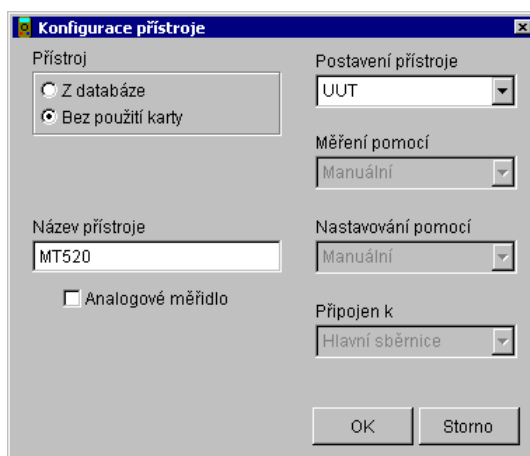 Konfigurace přístroje
Přístroj
Z databáze
Bez použití karty
Název přístroje
MT520
Analogové měřidlo
Postavení přístroje
UUT
Měření pomocí
Manuální
Nastavování pomocí
Manuální
Připojen k
Hlavní sběrnice
OK
Storno